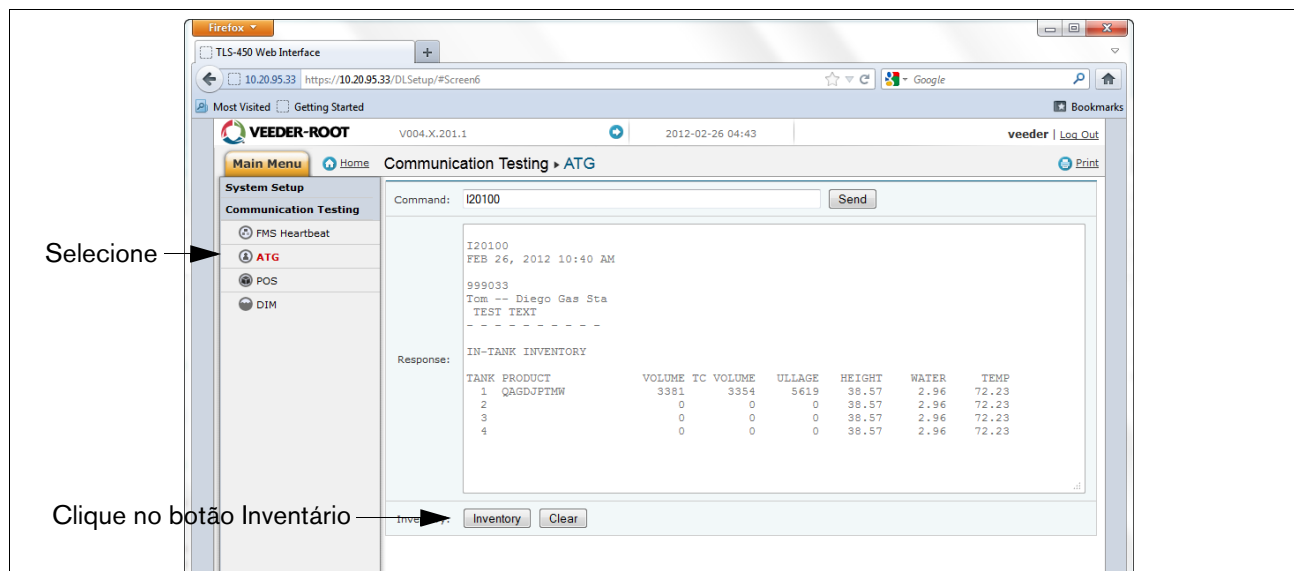 Firefox
TLS-450 Web Interface
10.20.95.33 https://10.20.95.33/DLSetup/#Screen6
Google
Most Visited Getting Started
Bookmarks
VEEDER-ROOT V004.X.201.1 2012-02-26 04:43 veeder | Log Out
Main Menu Home Communication Testing ATG Print
System Setup
Communication Testing
FMS Heartbeat
ATG
POS
DIM
Selecione
Command: I20100 Send
Response:
I20100
FEB 26, 2012 10:40 AM
999033
Tom -- Diego Gas Sta
TEST TEXT
- - - - - - - - - -
IN-TANK INVENTORY
TANK PRODUCT VOLUME TC VOLUME ULLAGE HEIGHT WATER TEMP
1 QAGDJPTMW 3381 3354 5619 38.57 2.96 72.23
2 0 0 0 38.57 2.96 72.23
3 0 0 0 38.57 2.96 72.23
4 0 0 0 38.57 2.96 72.23
Clique no botão Inventário
Inventory: Inventory Clear